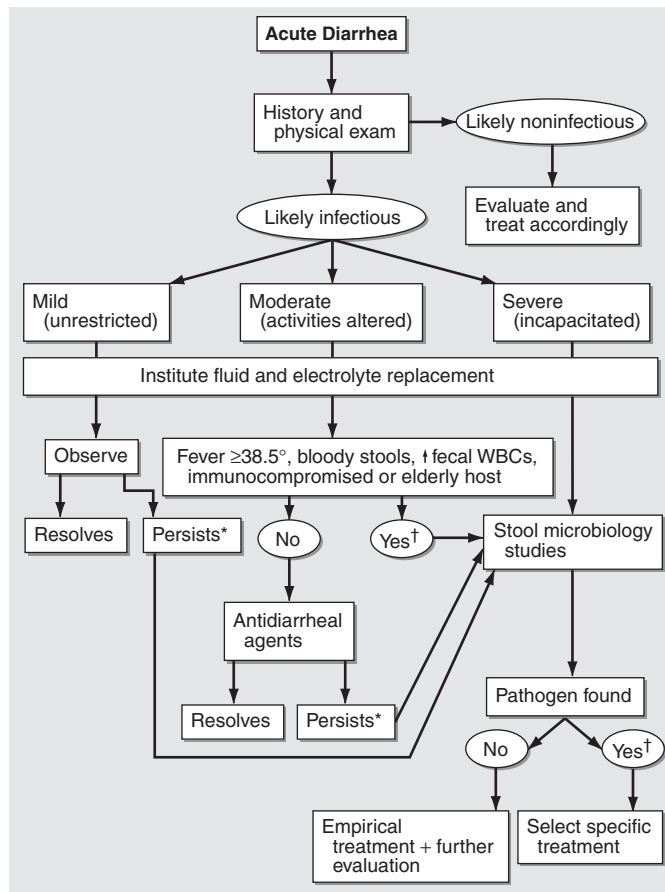 Acute Diarrhea
History and
physical exam
Likely noninfectious
Evaluate and
treat accordingly
Likely infectious
Mild
(unrestricted)
Moderate
(activities altered)
Severe
(incapacitated)
Institute fluid and electrolyte replacement
Observe
Fever ≥38.5°, bloody stools, ↑ fecal WBCs,
immunocompromised or elderly host
Resolves
Persists*
No
Yes†
Stool microbiology
studies
Antidiarrheal
agents
Resolves
Persists*
Pathogen found
No
Yes†
Empirical
treatment + further
evaluation
Select specific
treatment